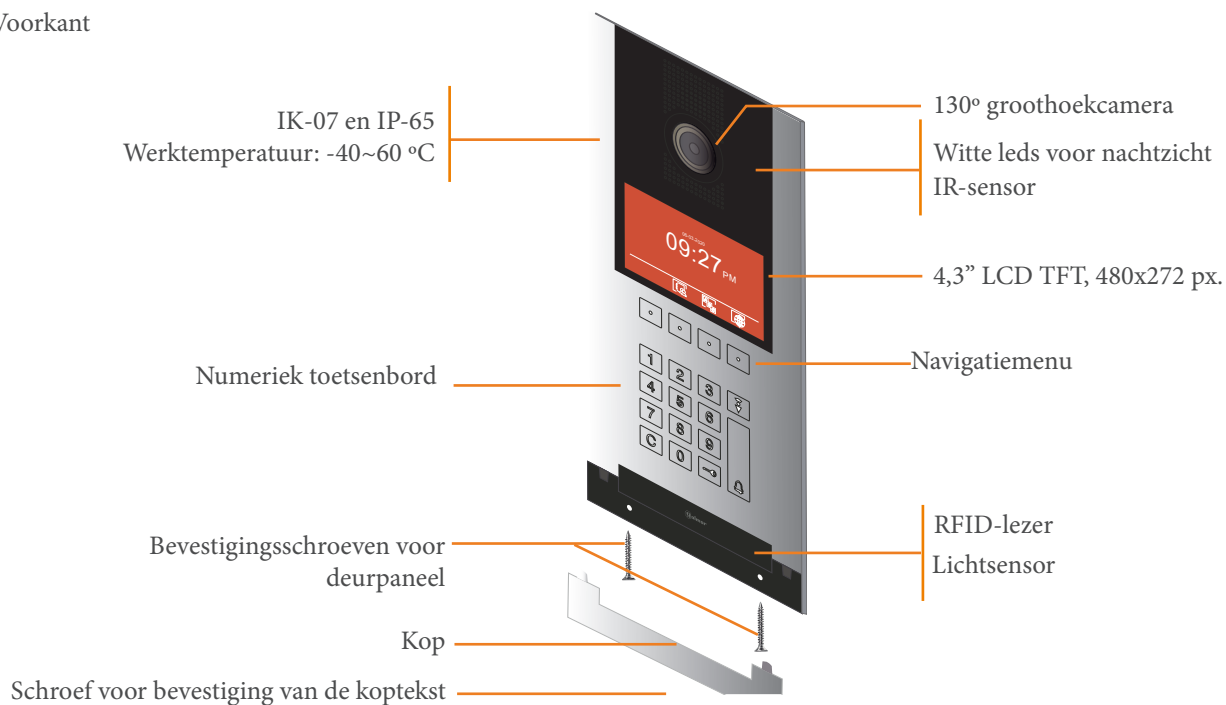 Voorkant
IK-07 en IP-65
Werktemperatuur: -40~60 ºC
130º groothoekcamera
Witte leds voor nachtzicht
IR-sensor
09:27 PM
4,3” LCD TFT, 480x272 px.
Navigatiemenu
Numeriek toetsenbord
1 2 3
4 5 6
7 8 9
C 0
RFID-lezer
Lichtsensor
Bevestigingsschroeven voor
deurpaneel
Kop
Schroef voor bevestiging van de koptekst